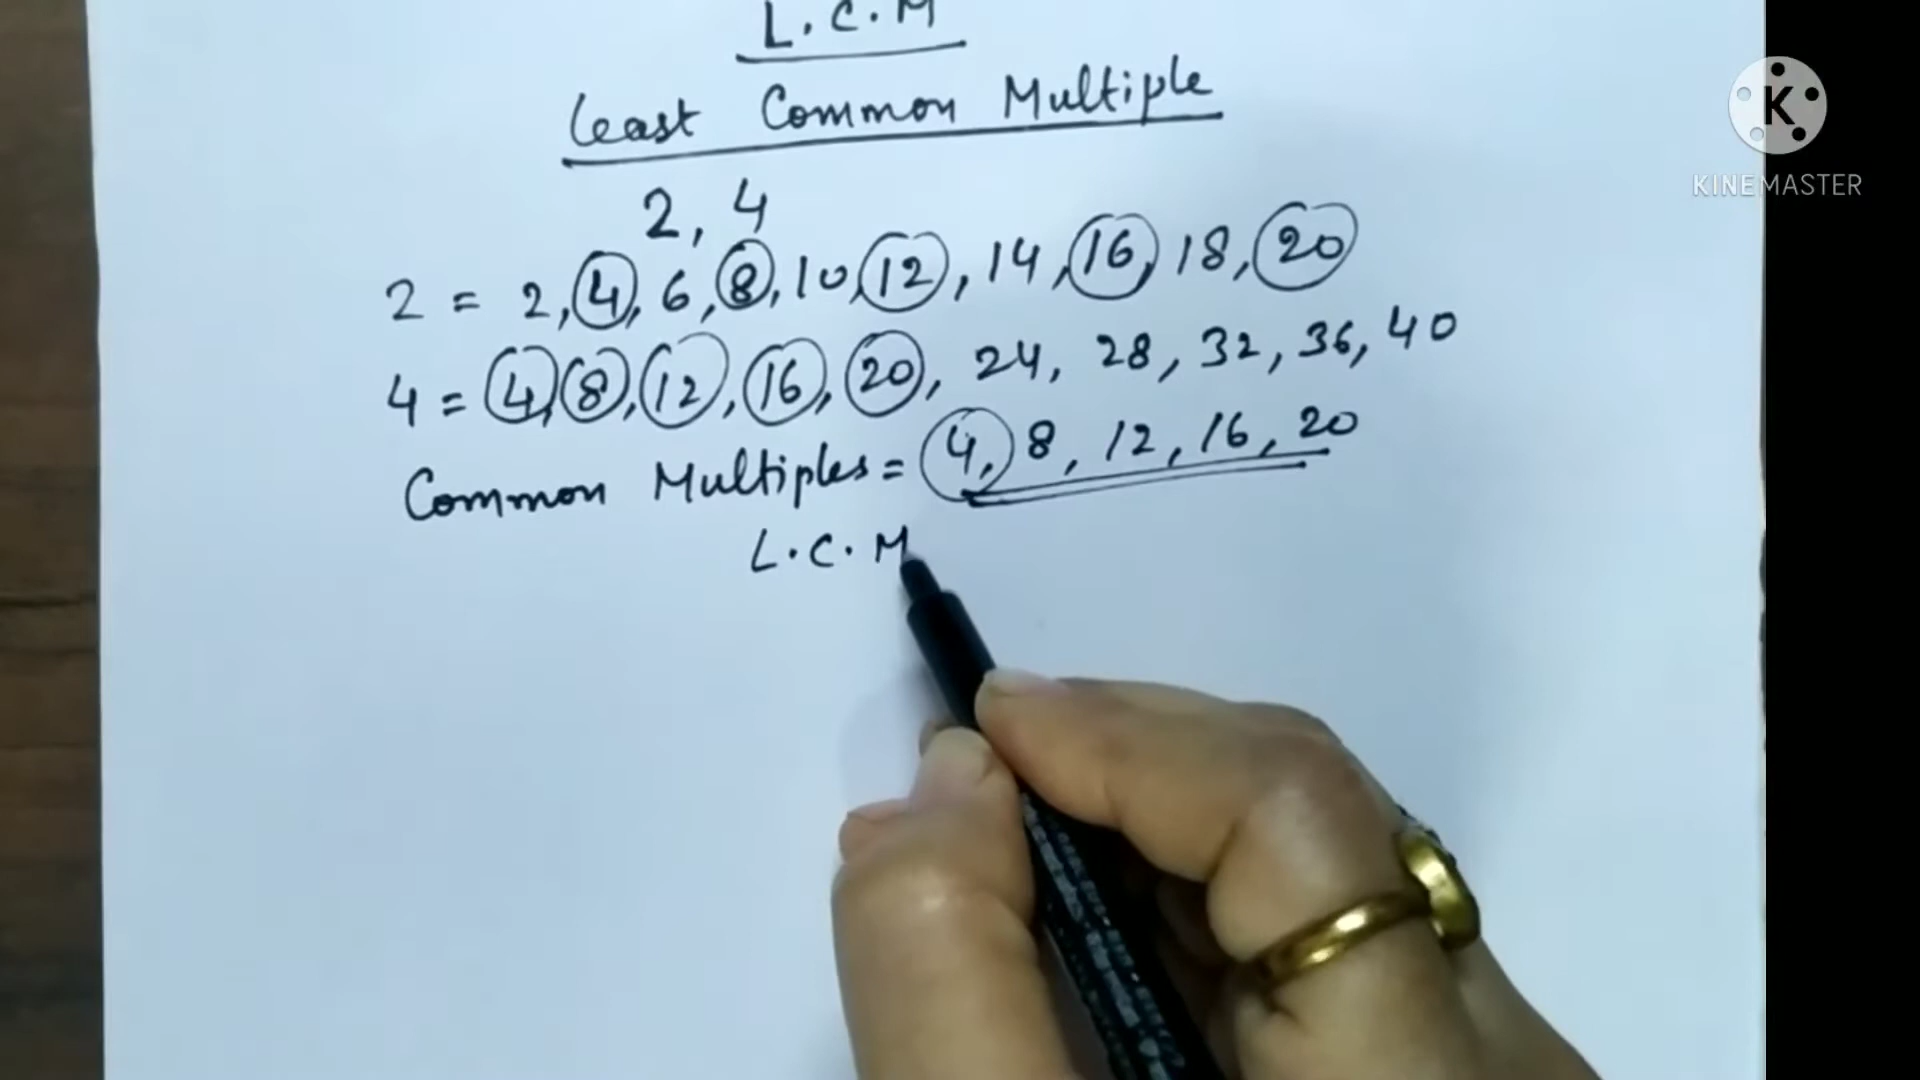 L.C.M
Least Common Multiple
2, 4
2 = 2, 4, 6, 8, 10, 12, 14, 16, 18, 20
4 = 4, 8, 12, 16, 20, 24, 28, 32, 36, 40
Common Multiples = 4, 8, 12, 16, 20
L.C.M
K
KINEMASTER